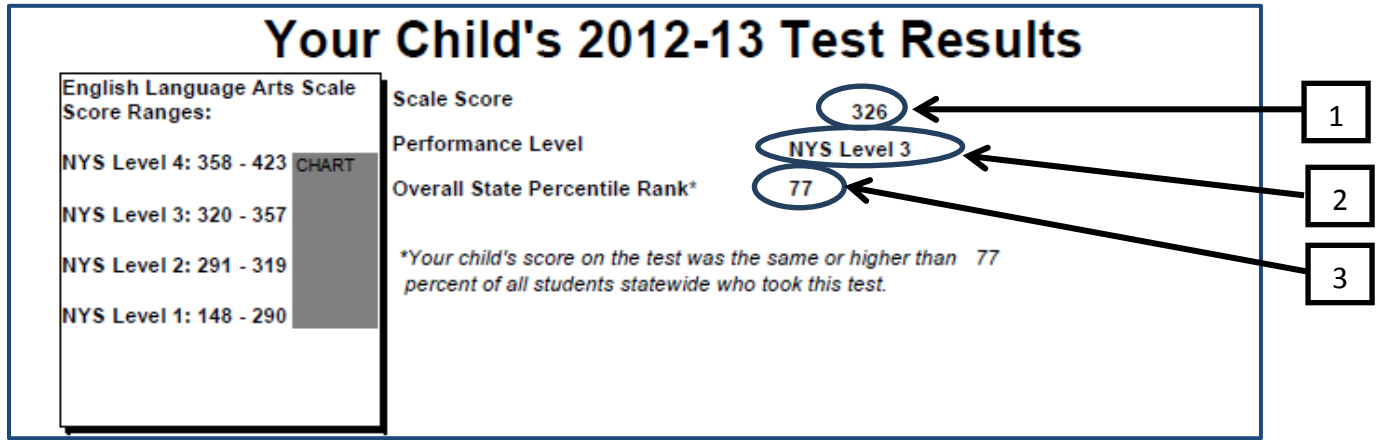 Your Child's 2012-13 Test Results
English Language Arts Scale
Score Ranges:
NYS Level 4: 358 - 423
CHART
NYS Level 3: 320 - 357
NYS Level 2: 291 - 319
NYS Level 1: 148 - 290
Scale Score 326
Performance Level NYS Level 3
Overall State Percentile Rank* 77
*Your child's score on the test was the same or higher than 77
percent of all students statewide who took this test.
1
2
3